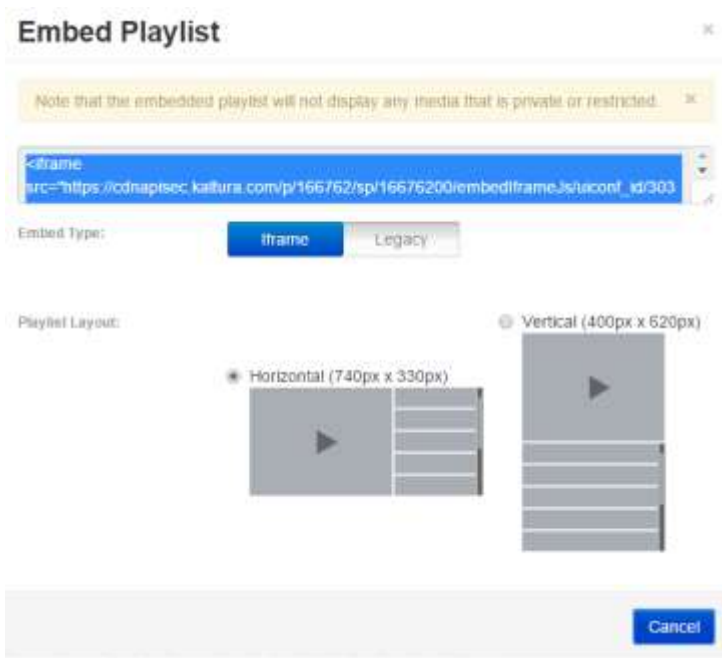 Embed Playlist
×
Note that the embedded playlist will not display any media that is private or restricted. ×
<iframe
src="https://cdnapisec.kaltura.com/p/166762/sp/16676200/embedIframeJs/uiconf_id/303
Embed Type:
Iframe Legacy
Playlist Layout:
Vertical (400px x 620px)
Horizontal (740px x 330px)
Cancel